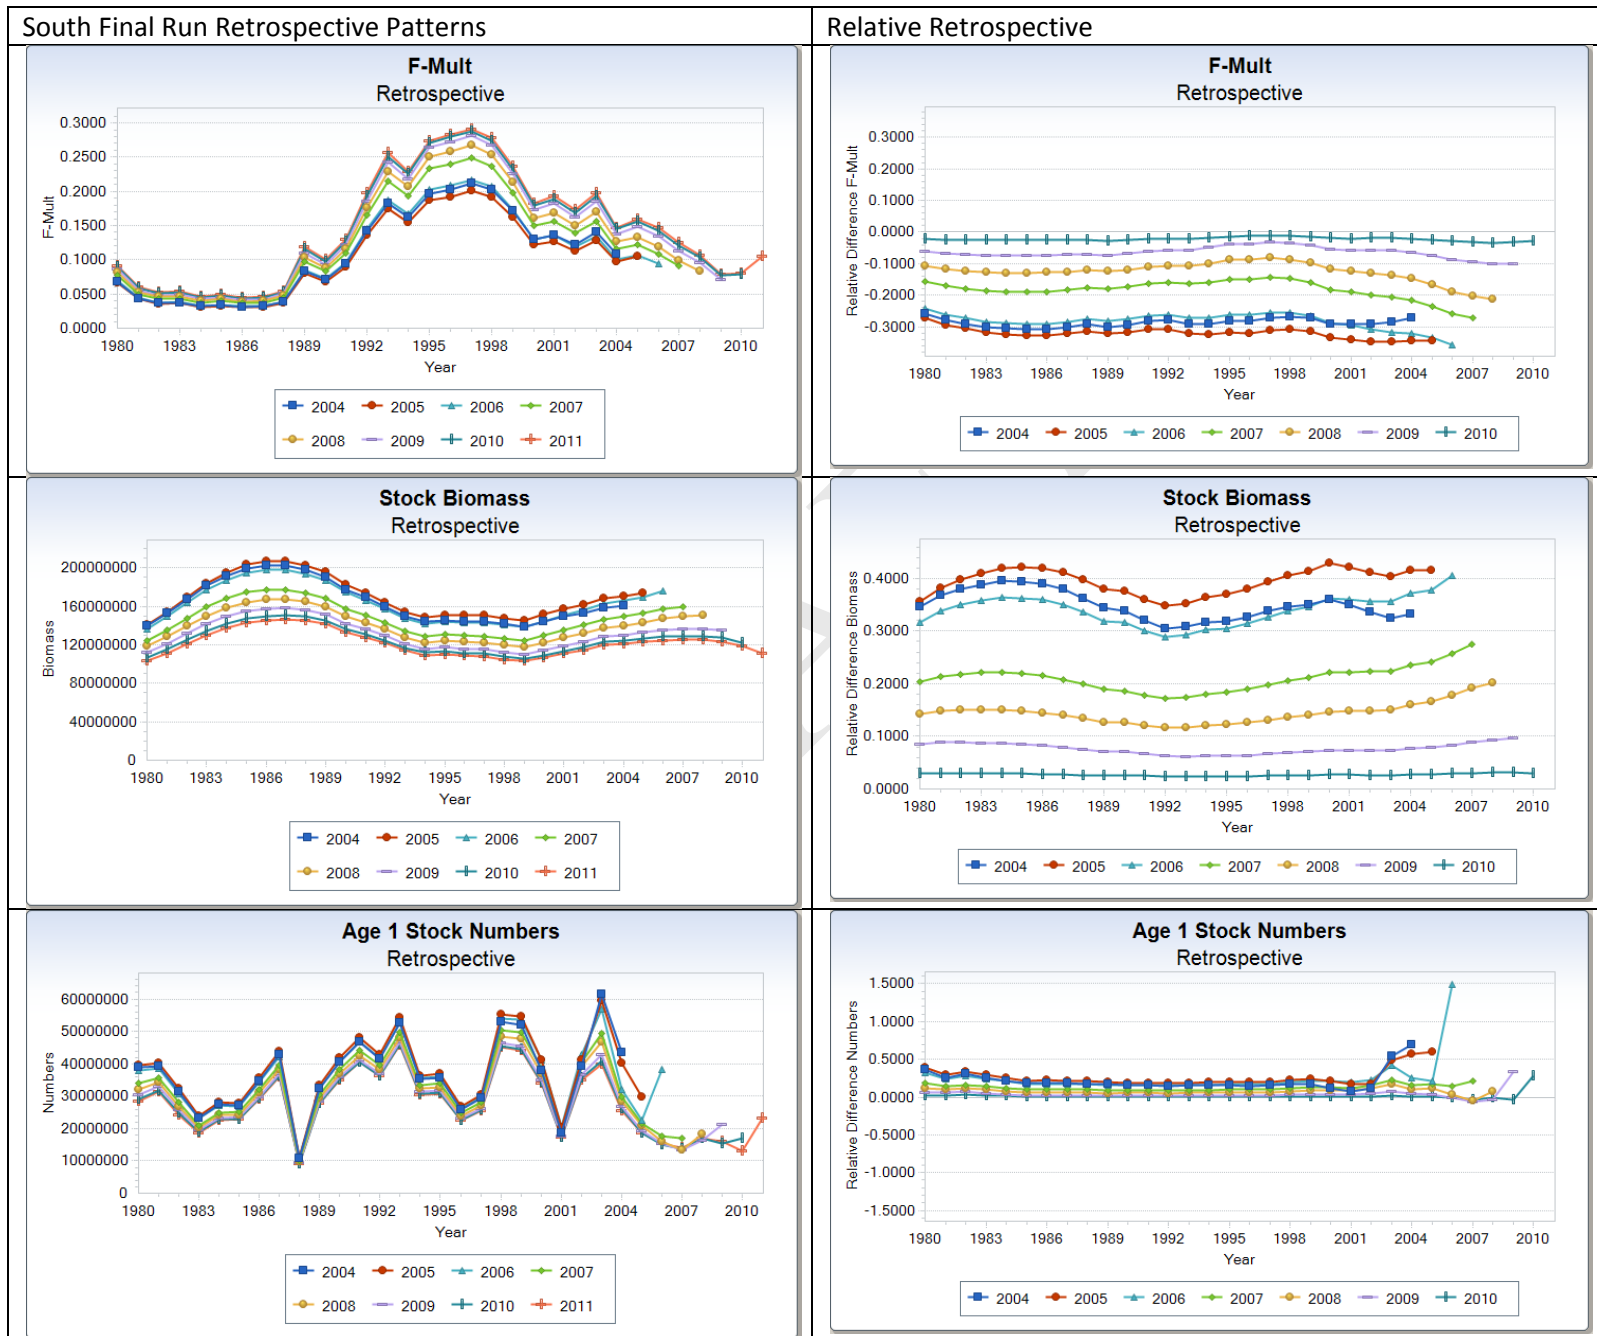 South Final Run Retrospective Patterns
Relative Retrospective
F-Mult
Retrospective
0.3000
0.2500
0.2000
0.1500
0.1000
0.0500
0.0000
F-Mult
1980 1983 1986 1989 1992 1995 1998 2001 2004 2007 2010
Year
2004 2005 2006 2007
2008 2009 2010 2011
F-Mult
Retrospective
0.3000
0.2000
0.1000
0.0000
-0.1000
-0.2000
-0.3000
Relative Difference F-Mult
1980 1983 1986 1989 1992 1995 1998 2001 2004 2007 2010
Year
2004 2005 2006 2007 2008 2009 2010
Stock Biomass
Retrospective
200000000
160000000
120000000
80000000
40000000
0
Biomass
1980 1983 1986 1989 1992 1995 1998 2001 2004 2007 2010
Year
2004 2005 2006 2007
2008 2009 2010 2011
Stock Biomass
Retrospective
0.4000
0.3000
0.2000
0.1000
0.0000
Relative Difference Biomass
1980 1983 1986 1989 1992 1995 1998 2001 2004 2007 2010
Year
2004 2005 2006 2007 2008 2009 2010
Age 1 Stock Numbers
Retrospective
60000000
50000000
40000000
30000000
20000000
10000000
0
Numbers
1980 1983 1986 1989 1992 1995 1998 2001 2004 2007 2010
Year
2004 2005 2006 2007
2008 2009 2010 2011
Age 1 Stock Numbers
Retrospective
1.5000
1.0000
0.5000
0.0000
-0.5000
-1.0000
-1.5000
Relative Difference Numbers
1980 1983 1986 1989 1992 1995 1998 2001 2004 2007 2010
Year
2004 2005 2006 2007 2008 2009 2010